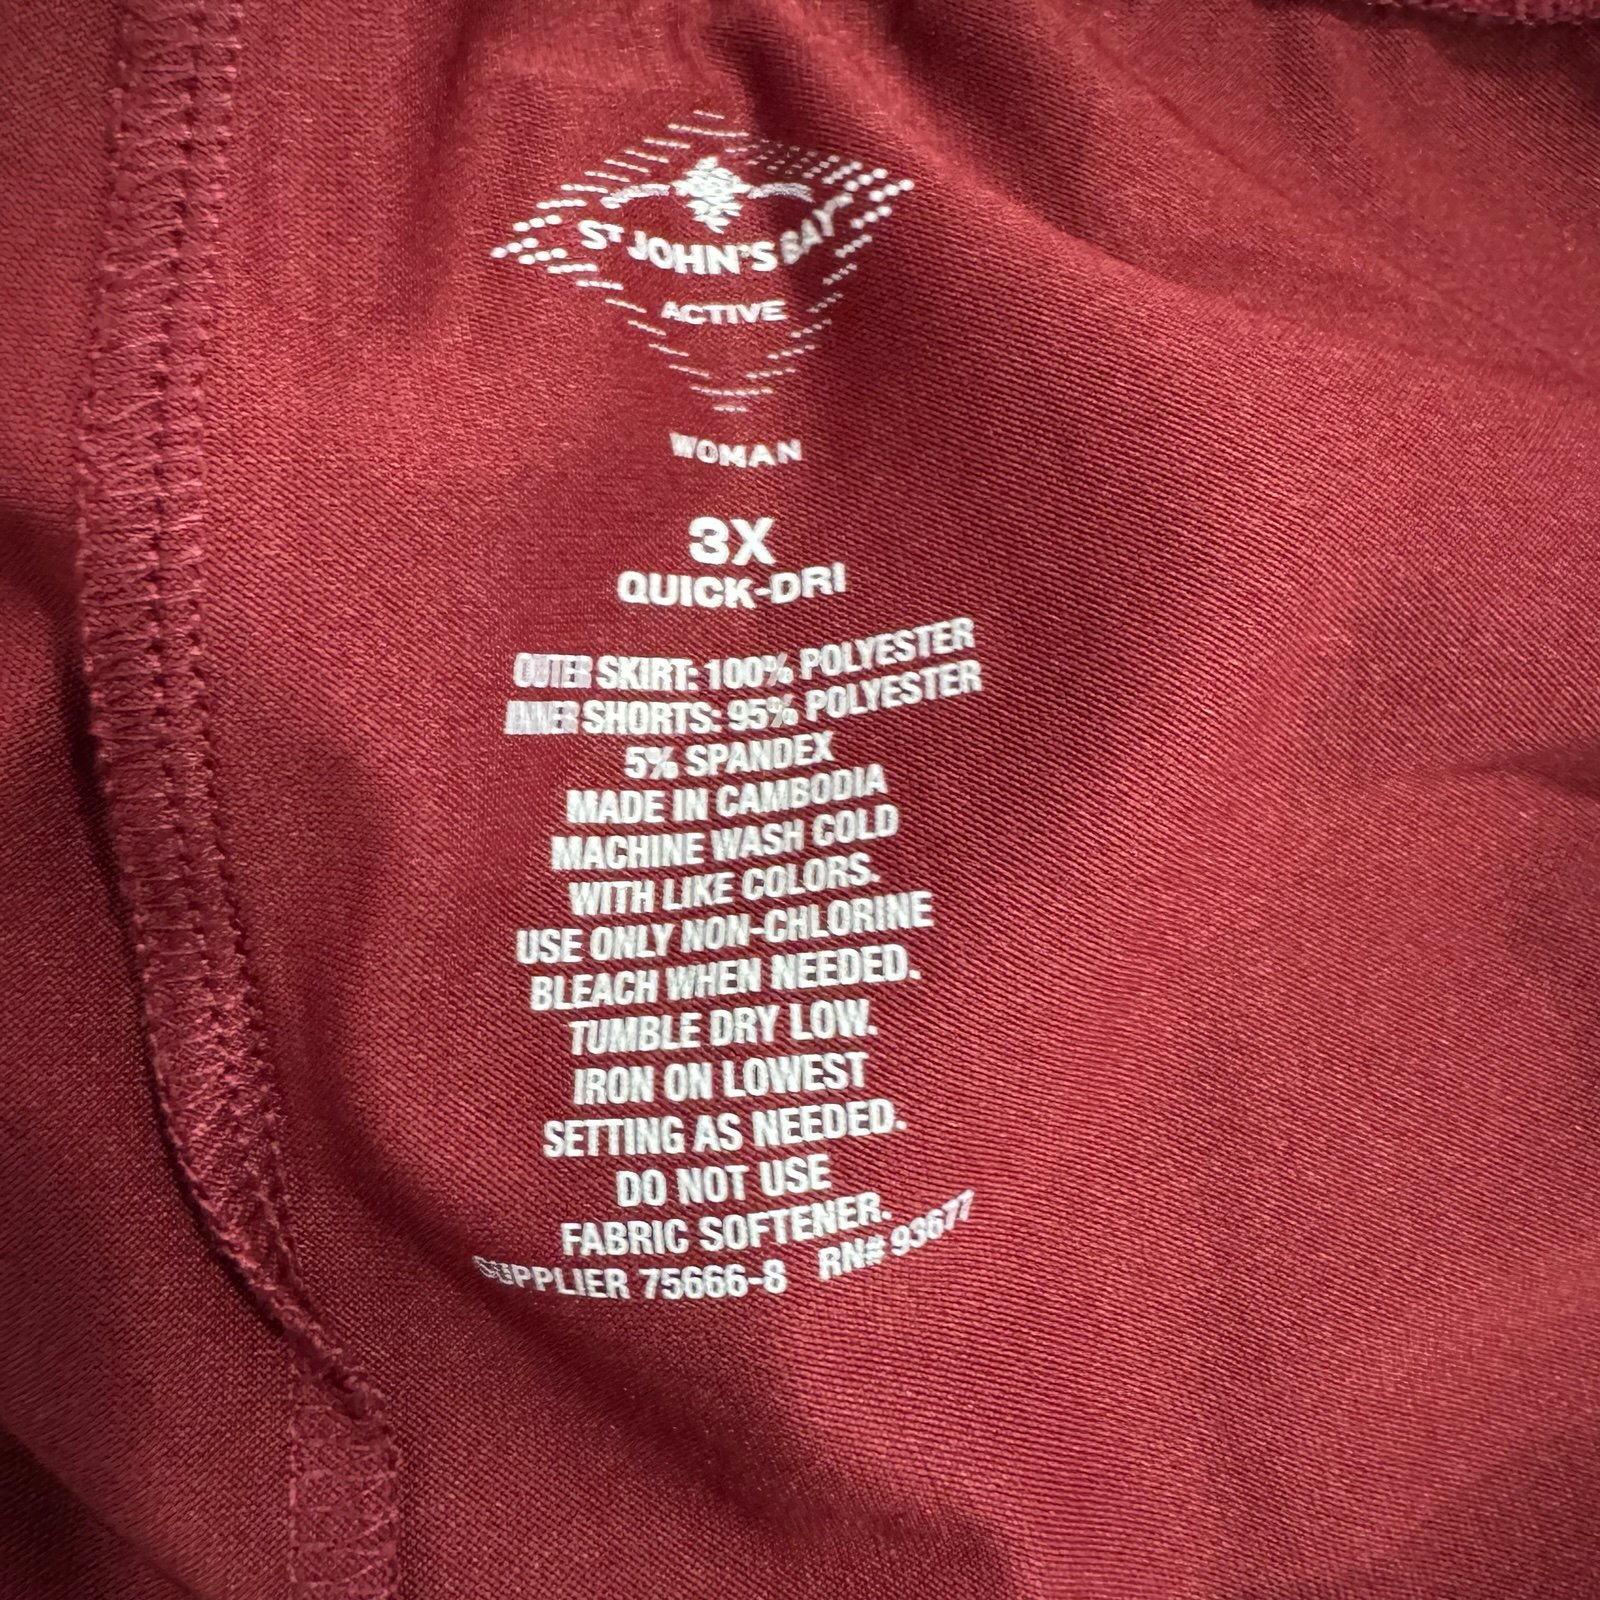 ST JOHN'S BAY
ACTIVE
WOMAN
3X
QUICK-DRI
OUTER SKIRT: 100% POLYESTER
INNER SHORTS: 95% POLYESTER
5% SPANDEX
MADE IN CAMBODIA
MACHINE WASH COLD
WITH LIKE COLORS.
USE ONLY NON-CHLORINE
BLEACH WHEN NEEDED.
TUMBLE DRY LOW.
IRON ON LOWEST
SETTING AS NEEDED.
DO NOT USE
FABRIC SOFTENER.
SUPPLIER 75666-8 RN# 93677